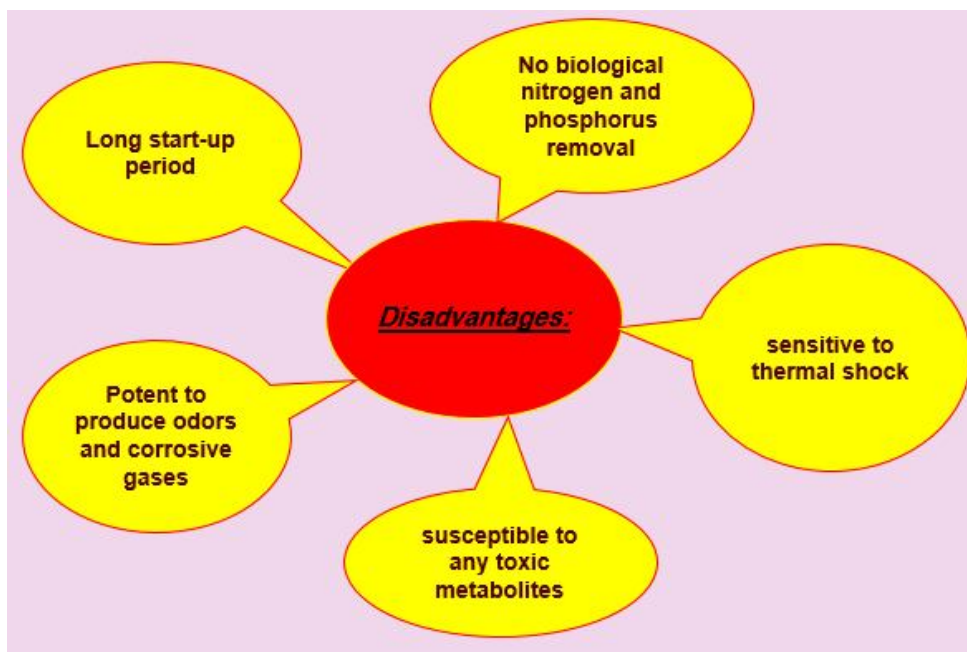 No biological
nitrogen and
phosphorus
removal
Long start-up
period
Disadvantages:
sensitive to
thermal shock
Potent to
produce odors
and corrosive
gases
susceptible to
any toxic
metabolites